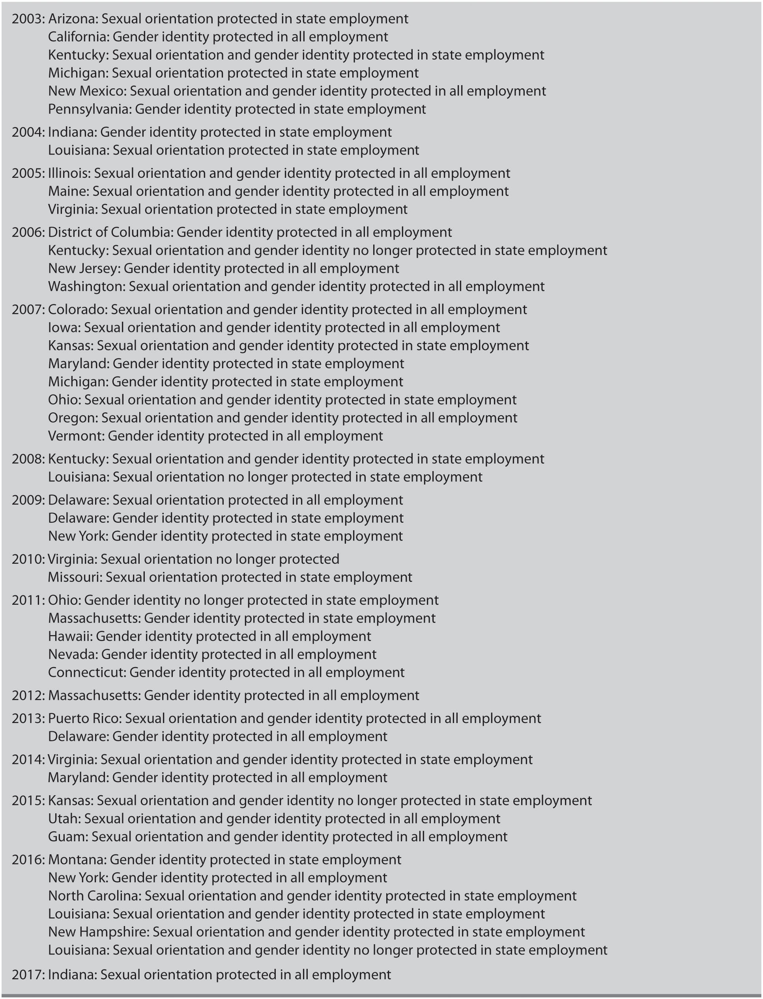 2003: Arizona: Sexual orientation protected in state employment
California: Gender identity protected in all employment
Kentucky: Sexual orientation and gender identity protected in state employment
Michigan: Sexual orientation protected in state employment
New Mexico: Sexual orientation and gender identity protected in all employment
Pennsylvania: Gender identity protected in state employment
2004: Indiana: Gender identity protected in state employment
Louisiana: Sexual orientation protected in state employment
2005: Illinois: Sexual orientation and gender identity protected in all employment
Maine: Sexual orientation and gender identity protected in all employment
Virginia: Sexual orientation protected in state employment
2006: District of Columbia: Gender identity protected in all employment
Kentucky: Sexual orientation and gender identity no longer protected in state employment
New Jersey: Gender identity protected in all employment
Washington: Sexual orientation and gender identity protected in all employment
2007: Colorado: Sexual orientation and gender identity protected in all employment
Iowa: Sexual orientation and gender identity protected in all employment
Kansas: Sexual orientation and gender identity protected in state employment
Maryland: Gender identity protected in state employment
Michigan: Gender identity protected in state employment
Ohio: Sexual orientation and gender identity protected in state employment
Oregon: Sexual orientation and gender identity protected in all employment
Vermont: Gender identity protected in all employment
2008: Kentucky: Sexual orientation and gender identity protected in state employment
Louisiana: Sexual orientation no longer protected in state employment
2009: Delaware: Sexual orientation protected in all employment
Delaware: Gender identity protected in state employment
New York: Gender identity protected in state employment
2010: Virginia: Sexual orientation no longer protected
Missouri: Sexual orientation protected in state employment
2011: Ohio: Gender identity no longer protected in state employment
Massachusetts: Gender identity protected in state employment
Hawaii: Gender identity protected in all employment
Nevada: Gender identity protected in all employment
Connecticut: Gender identity protected in all employment
2012: Massachusetts: Gender identity protected in all employment
2013: Puerto Rico: Sexual orientation and gender identity protected in all employment
Delaware: Gender identity protected in all employment
2014: Virginia: Sexual orientation and gender identity protected in state employment
Maryland: Gender identity protected in all employment
2015: Kansas: Sexual orientation and gender identity no longer protected in state employment
Utah: Sexual orientation and gender identity protected in all employment
Guam: Sexual orientation and gender identity protected in all employment
2016: Montana: Gender identity protected in state employment
New York: Gender identity protected in all employment
North Carolina: Sexual orientation and gender identity protected in state employment
Louisiana: Sexual orientation and gender identity protected in state employment
New Hampshire: Sexual orientation and gender identity protected in state employment
Louisiana: Sexual orientation and gender identity no longer protected in state employment
2017: Indiana: Sexual orientation protected in all employment